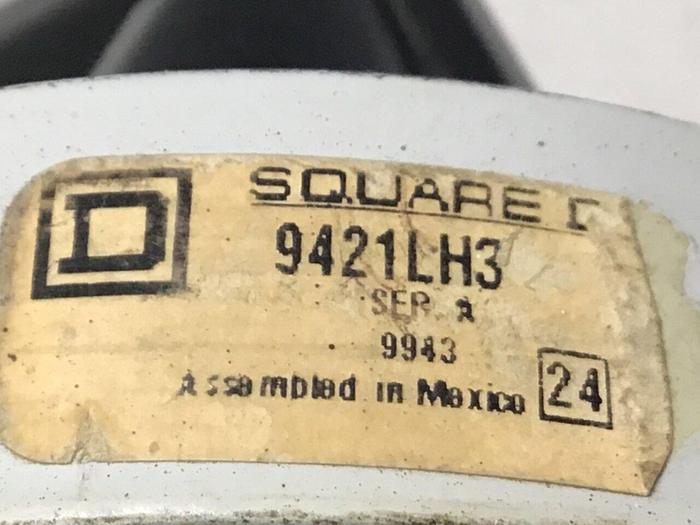 D
SQUARE D
9421LH3
SER A
9943
Assembled in Mexico
24